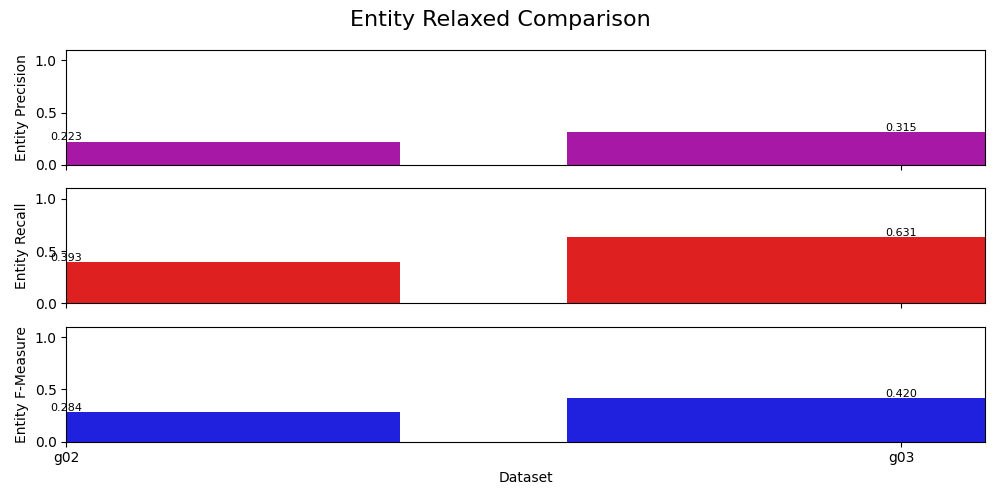 Entity Relaxed Comparison
Entity Precision
1.0
0.5
0.0
0.223
0.315
Entity Recall
1.0
0.5
0.0
0.393
0.631
Entity F-Measure
1.0
0.5
0.0
0.284
0.420
g02
g03
Dataset